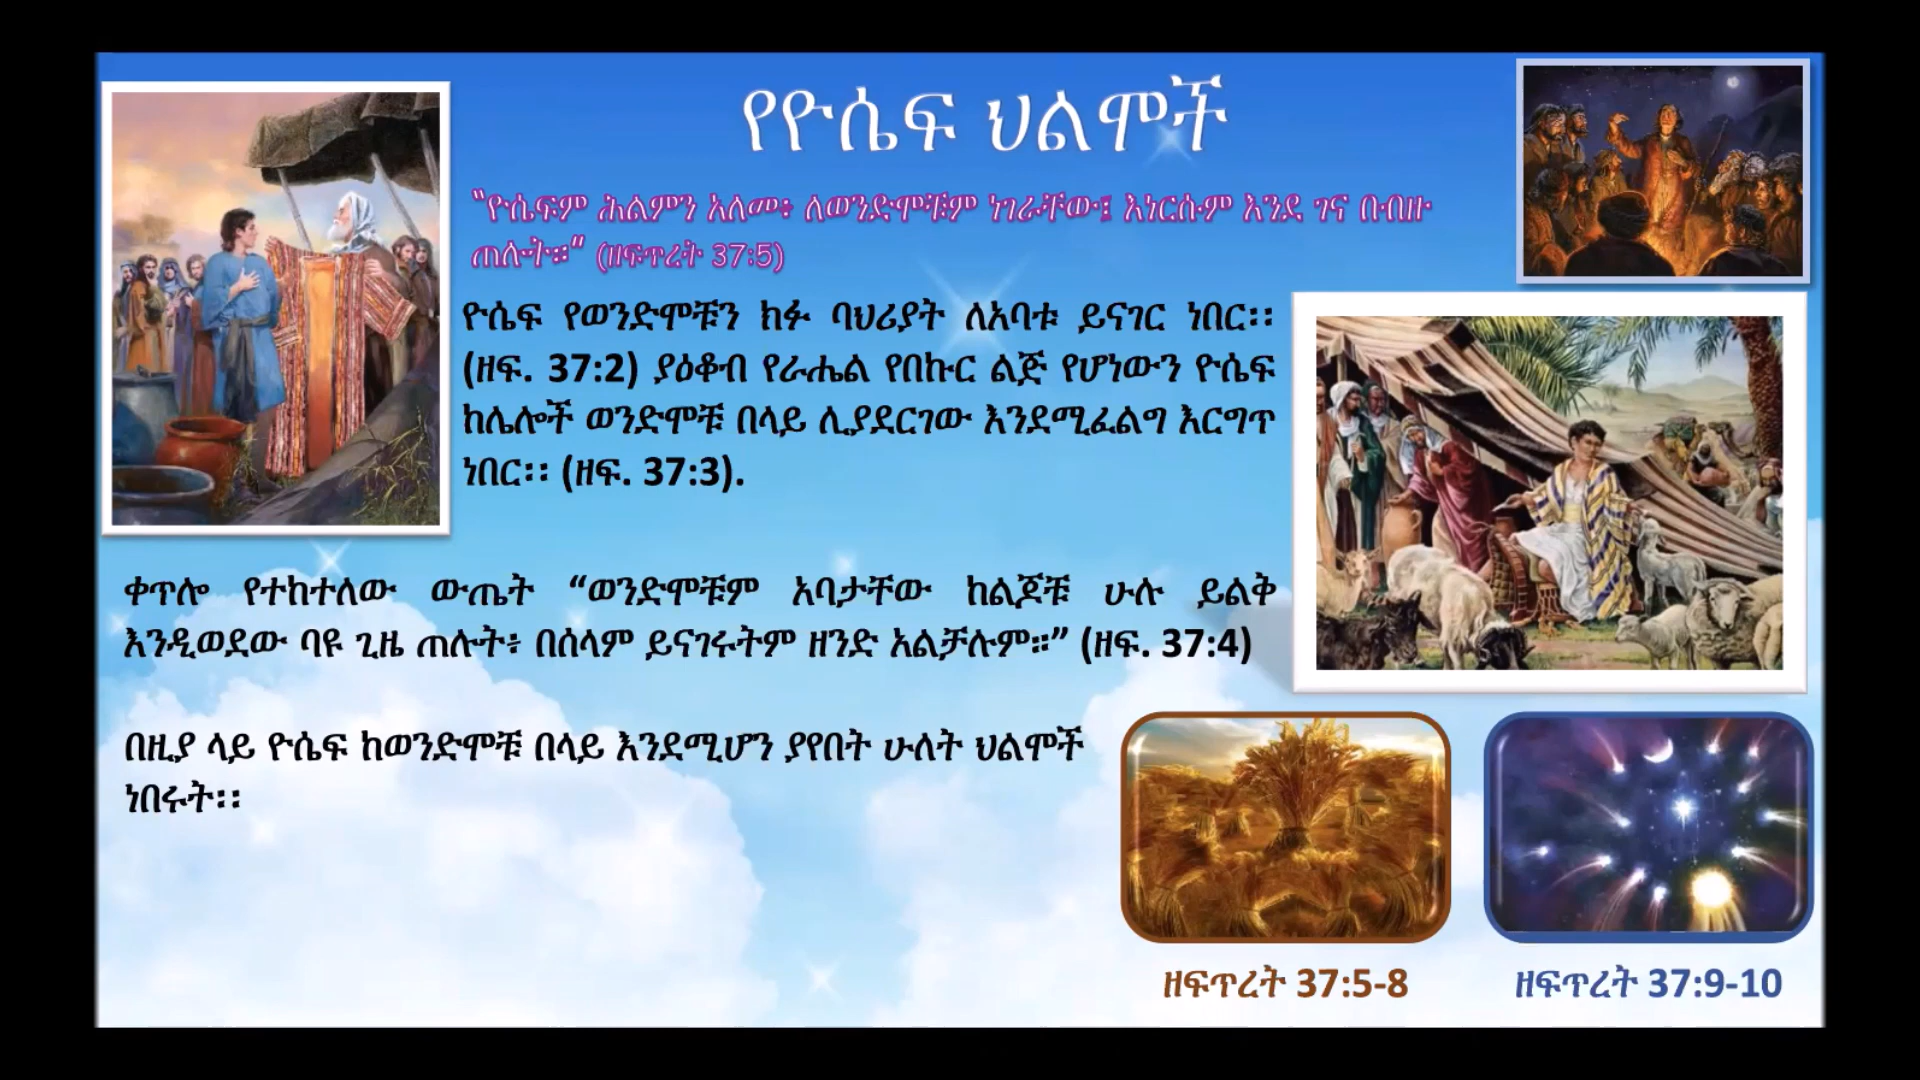 የዮሴፍ ህልሞች
“ዮሴፍም ሕልምን አለመ፥ ለወንድሞቹም ነገራቸው፤ እነርሱም እንደ ገና በብዙ
ጠሉት።” (ዘፍጥረት 37:5)
ዮሴፍ የወንድሞቹን ክፉ ባህሪያት ለአባቱ ይናገር ነበር፡፡
(ዘፍ. 37:2) ያዕቆብ የራሔል የበኩር ልጅ የሆነውን ዮሴፍ
ከሌሎች ወንድሞቹ በላይ ሊያደርገው እንደሚፈልግ እርግጥ
ነበር፡፡ (ዘፍ. 37:3).
ቀጥሎ የተከተለው ውጤት “ወንድሞቹም አባታቸው ከልጆቹ ሁሉ ይልቅ
እንዲወደው ባዩ ጊዜ ጠሉት፥ በሰላም ይናገሩትም ዘንድ አልቻሉም።” (ዘፍ. 37:4)
በዚያ ላይ ዮሴፍ ከወንድሞቹ በላይ እንደሚሆን ያየበት ሁለት ህልሞች
ነበሩት፡፡
ዘፍጥረት 37:5-8
ዘፍጥረት 37:9-10